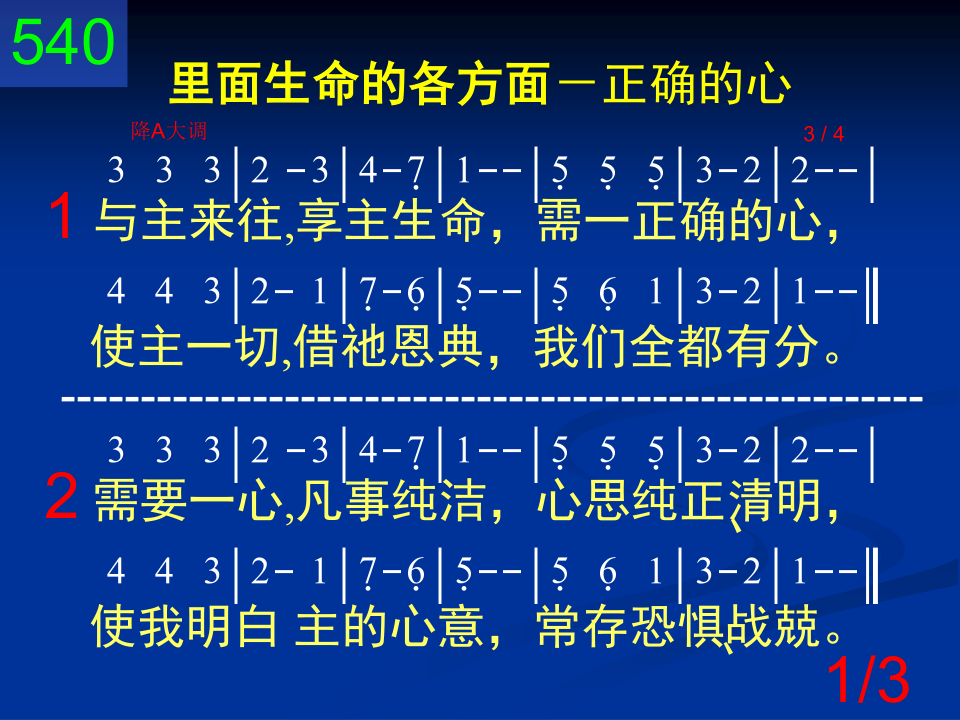 540
里面生命的各方面－正确的心
降A大调 3 / 4
3 3 3│2 -3│4-7̣│1--│5̣ 5̣ 5̣│3-2│2--│
1 与主来往,享主生命，需一正确的心，
4 4 3│2- 1│7̣-6̣│5̣--│5 6̣ 1│3-2│1--‖
使主一切,借祂恩典，我们全都有分。
------------------------------------------------------
3 3 3│2 -3│4-7̣│1--│5̣ 5̣ 5̣│3-2│2--│
2 需要一心,凡事纯洁，心思纯正、清明，
4 4 3│2- 1│7̣-6̣│5̣--│5 6̣ 1│3-2│1--‖
使我明白 主的心意，常存恐惧、战兢。
1/3